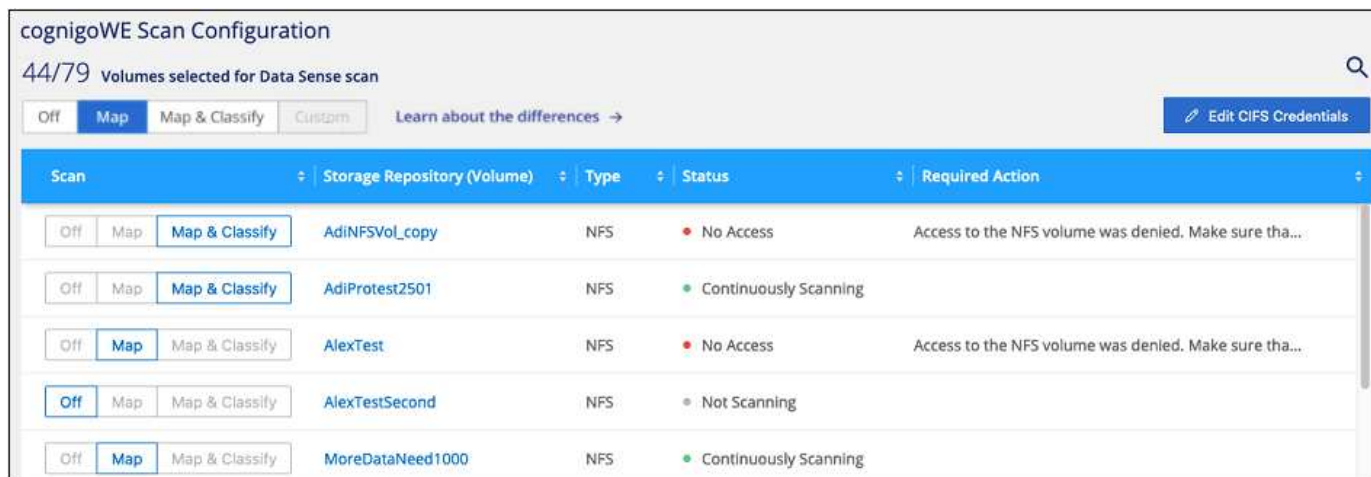 cognigoWE Scan Configuration
44/79 Volumes selected for Data Sense scan
Off Map Map & Classify Custom Learn about the differences → Edit CIFS Credentials
Scan Storage Repository (Volume) Type Status Required Action
Off Map Map & Classify AdiNFSVol_copy NFS No Access Access to the NFS volume was denied. Make sure tha...
Off Map Map & Classify AdiProtest2501 NFS Continuously Scanning
Off Map Map & Classify AlexTest NFS No Access Access to the NFS volume was denied. Make sure tha...
Off Map Map & Classify AlexTestSecond NFS Not Scanning
Off Map Map & Classify MoreDataNeed1000 NFS Continuously Scanning